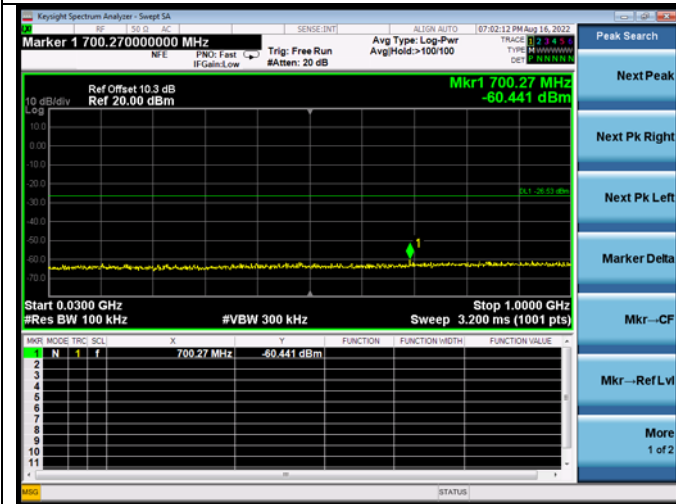 Keysight Spectrum Analyzer - Swept SA
RF 50 Ω AC SENSE:INT ALIGN AUTO 07:02:12 PM Aug 16, 2022
Marker 1 700.270000000 MHz
NFE
PNO: Fast
IFGain:Low
Trig: Free Run
#Atten: 20 dB
Avg Type: Log-Pwr
Avg|Hold:>100/100
TRACE 1 2 3 4 5 6
TYPE M WWWWW
DET P N N N N N
Peak Search
Next Peak
Next Pk Right
Next Pk Left
Marker Delta
Mkr→CF
Mkr→RefLvl
More
1 of 2
Ref Offset 10.3 dB
10 dB/div Ref 20.00 dBm
Log
Mkr1 700.27 MHz
-60.441 dBm
10.0
0.00
-10.0
-20.0
DL1 -26.53 dBm
-30.0
-40.0
-50.0
1
-60.0
-70.0
Start 0.0300 GHz Stop 1.0000 GHz
#Res BW 100 kHz #VBW 300 kHz Sweep 3.200 ms (1001 pts)
MKR MODE TRC SCL X Y FUNCTION FUNCTION WIDTH FUNCTION VALUE
1 N 1 f 700.27 MHz -60.441 dBm
2
3
4
5
6
7
8
9
10
11
MSG STATUS